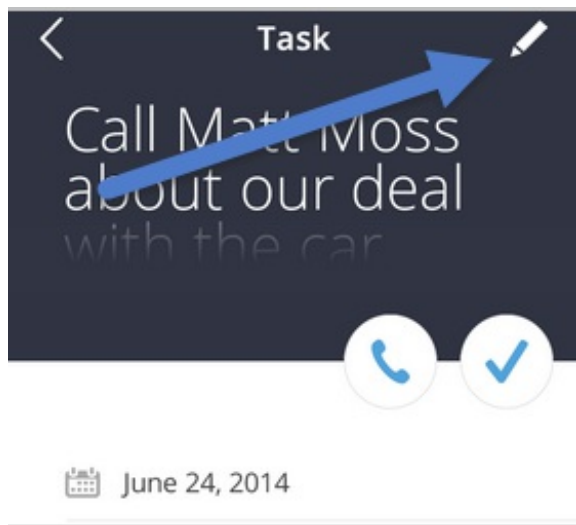 Task
Call Matt Moss
about our deal
with the car
June 24, 2014